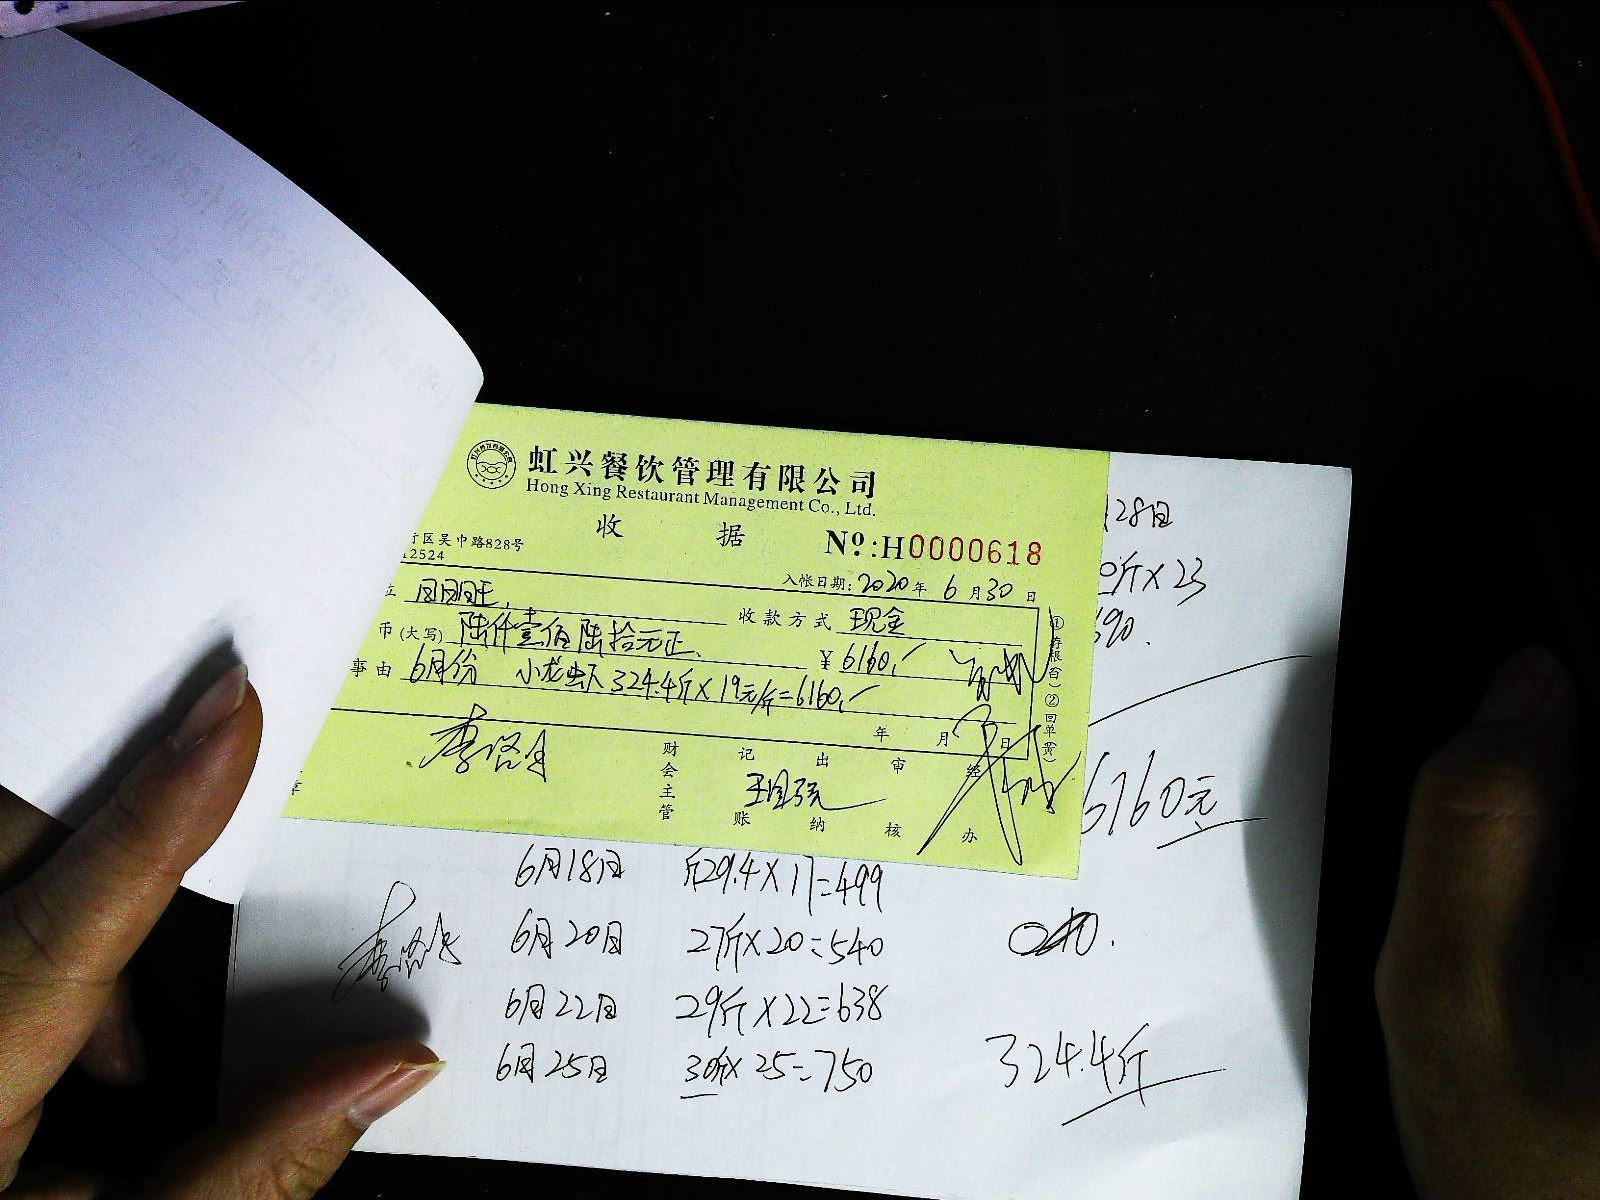 虹兴餐饮管理有限公司
Hong Xing Restaurant Management Co., Ltd.
收 据
行区吴中路828号
12524
Nº:H0000618
入帐日期: 2020 年 6 月 30 日
收款方式 现金
币(大写) 陆仟壹佰陆拾元正
¥ 6160.
事由 6月份 小龙虾 324.4斤×19元/斤=6160.
年 月 日
财会主管
记账
出纳
审核
经办
①存根(白)②回单(黄)
28日
0斤×23
690.
6160元
6月18日 斤29.4×17=499
6月20日 27斤×20=540
6月22日 29斤×22=638
6月25日 30斤×25=750
324.4斤